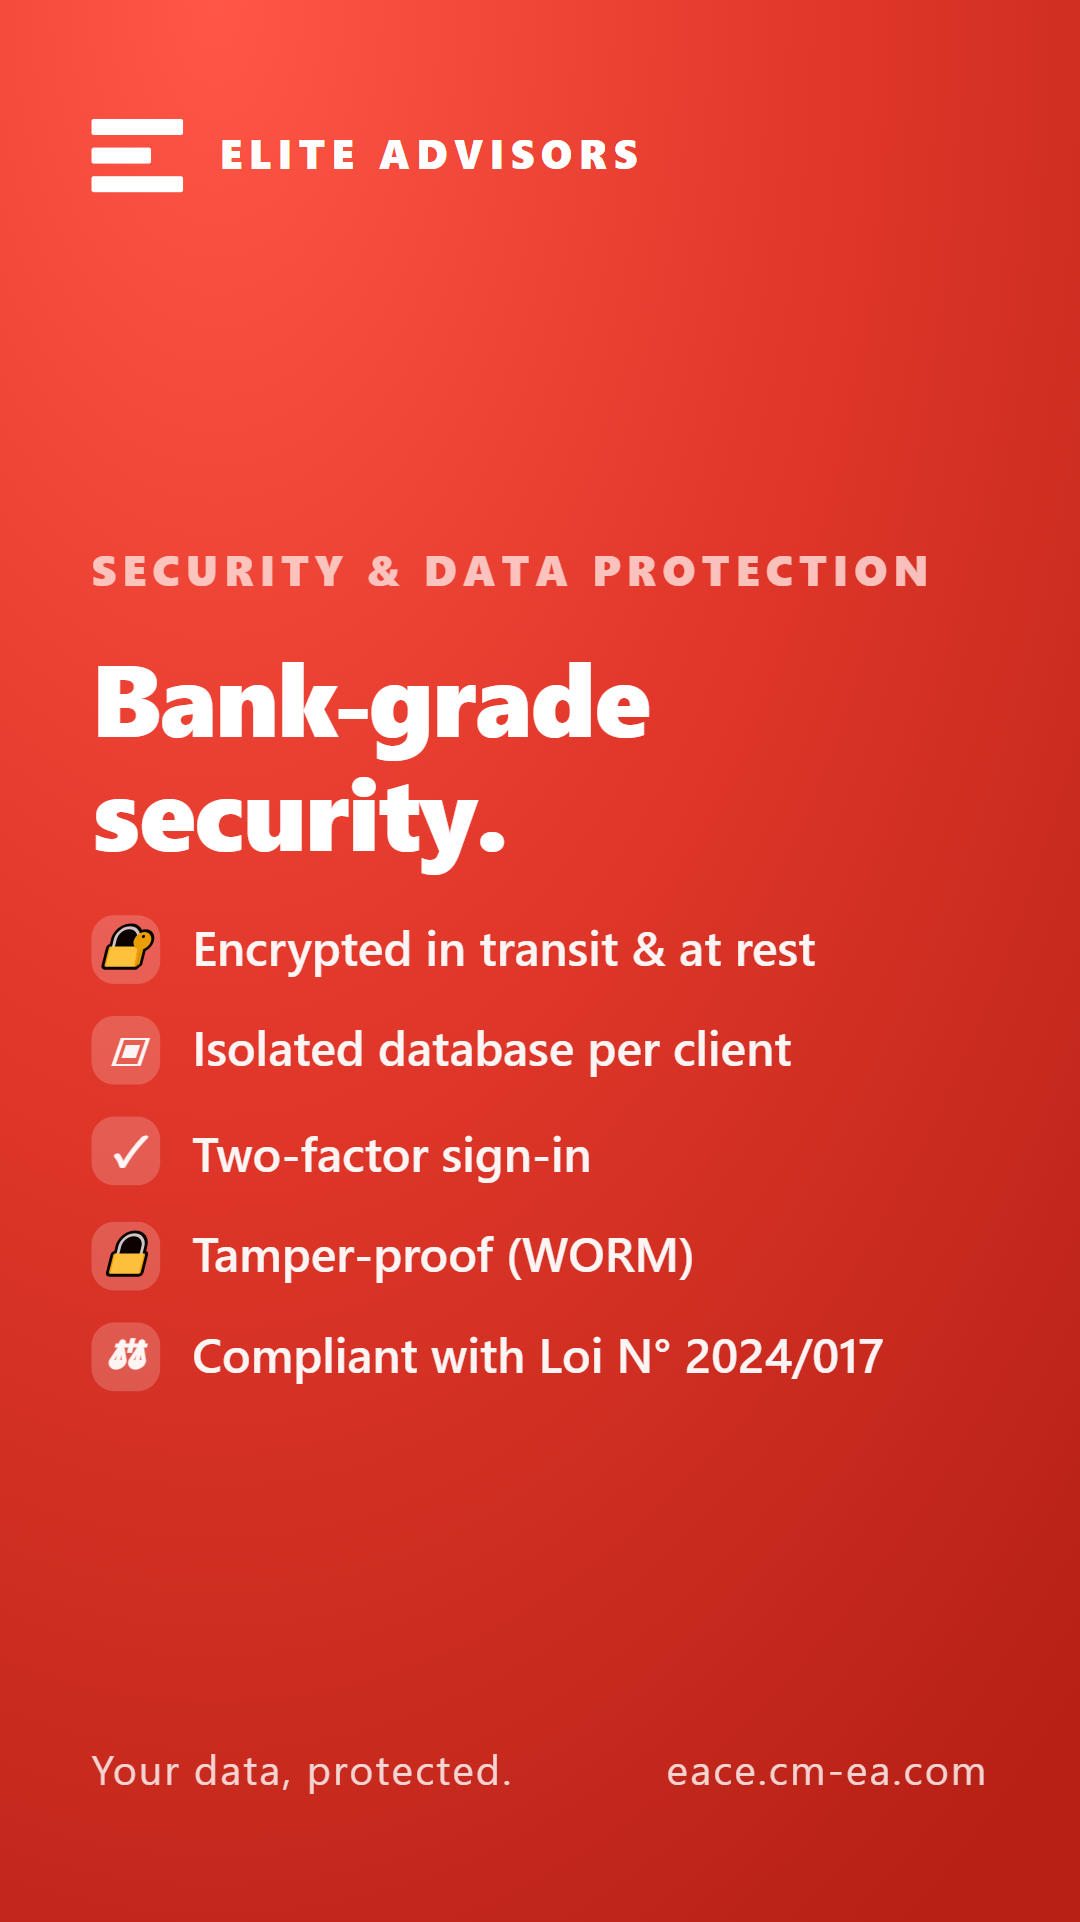 ELITE ADVISORS
SECURITY & DATA PROTECTION
Bank-grade
security.
Encrypted in transit & at rest
Isolated database per client
Two-factor sign-in
Tamper-proof (WORM)
Compliant with Loi N° 2024/017
Your data, protected.
eace.cm-ea.com